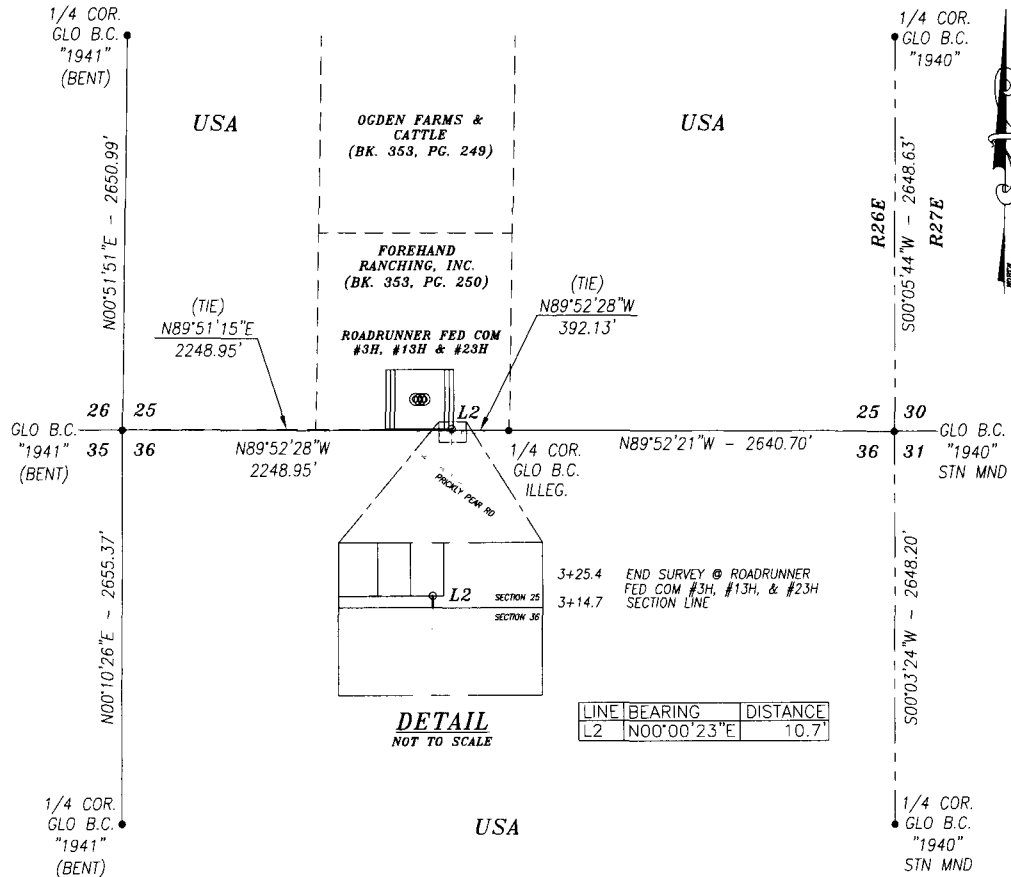 1/4 COR.
GLO B.C.
"1941"
(BENT)
1/4 COR.
GLO B.C.
"1940"
USA
OGDEN FARMS &
CATTLE
(BK. 353, PG. 249)
USA
N00°51'51"E - 2650.99'
R26E
R27E
S00°05'44"W - 2648.63'
NORTH
FOREHAND
RANCHING, INC.
(BK. 353, PG. 250)
(TIE)
N89°51'15"E
2248.95'
(TIE)
N89°52'28"W
392.13'
ROADRUNNER FED COM
#3H, #13H & #23H
L2
26 25
35 36
GLO B.C.
"1941"
(BENT)
N89°52'28"W
2248.95'
1/4 COR.
GLO B.C.
ILLEG.
N89°52'21"W - 2640.70'
25 30
36 31
GLO B.C.
"1940"
STN MND
PRICKLY PEAR RD
L2
SECTION 25
SECTION 36
3+25.4 END SURVEY @ ROADRUNNER
FED COM #3H, #13H, & #23H
3+14.7 SECTION LINE
N00°10'26"E - 2655.37'
S00°03'24"W - 2648.20'
DETAIL
NOT TO SCALE
LINE BEARING DISTANCE
L2 N00°00'23"E 10.7'
1/4 COR.
GLO B.C.
"1941"
(BENT)
USA
1/4 COR.
GLO B.C.
"1940"
STN MND